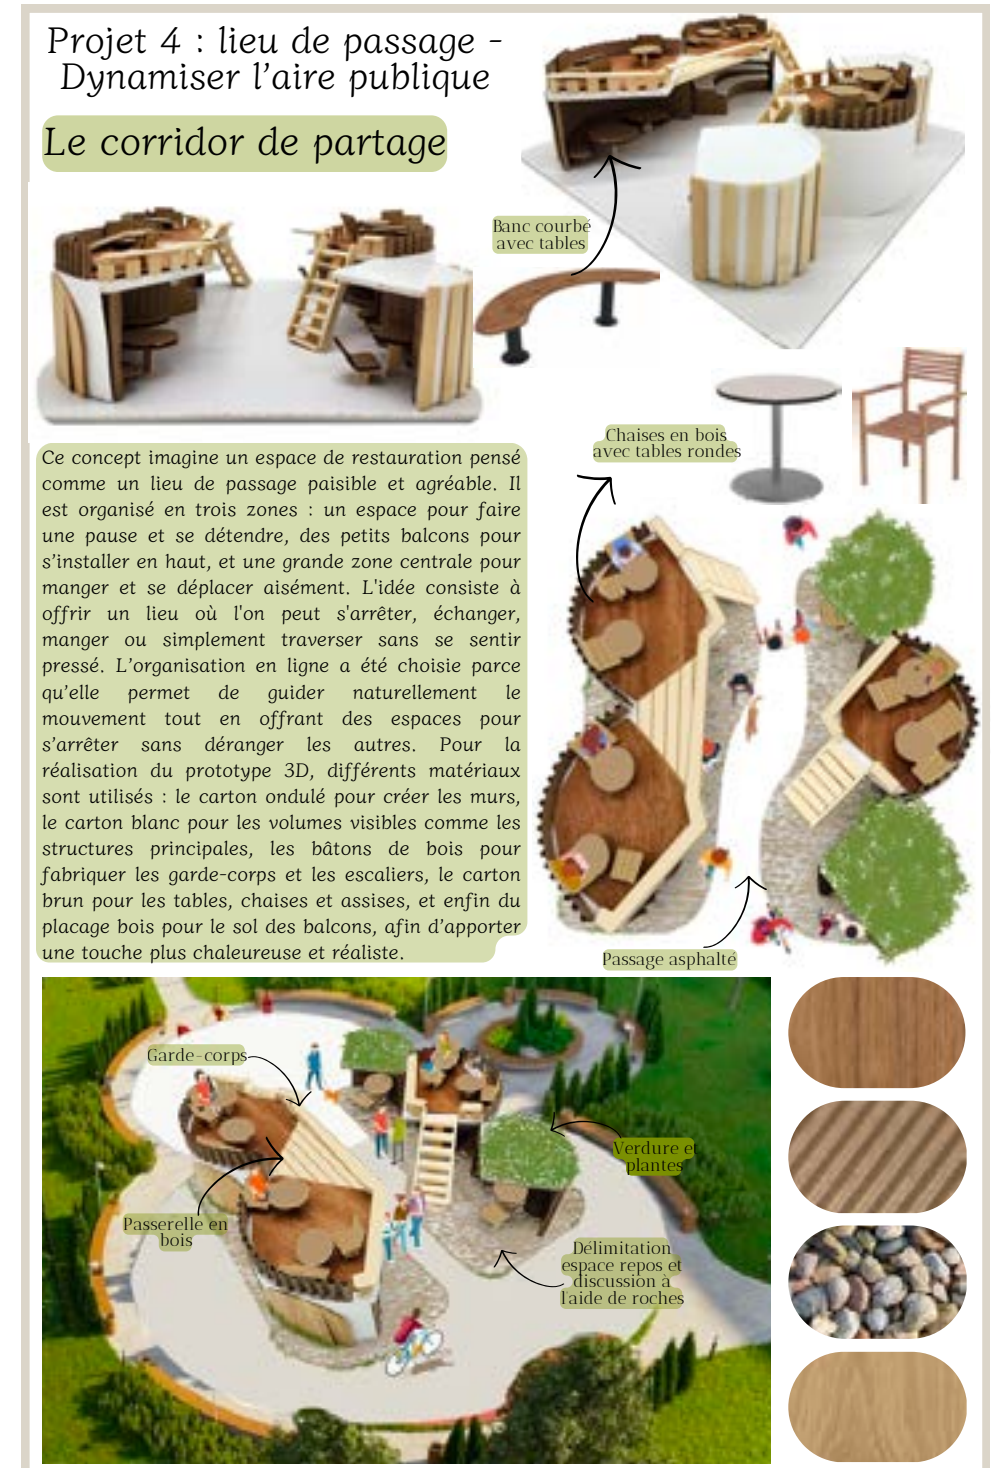 Projet 4 : lieu de passage -
Dynamiser l'aire publique
Le corridor de partage
Banc courbé
avec tables
Chaises en bois
avec tables rondes
Ce concept imagine un espace de restauration pensé
comme un lieu de passage paisible et agréable. Il
est organisé en trois zones : un espace pour faire
une pause et se détendre, des petits balcons pour
s'installer en haut, et une grande zone centrale pour
manger et se déplacer aisément. L'idée consiste à
offrir un lieu où l'on peut s'arrêter, échanger,
manger ou simplement traverser sans se sentir
pressé. L'organisation en ligne a été choisie parce
qu'elle permet de guider naturellement le
mouvement tout en offrant des espaces pour
s'arrêter sans déranger les autres. Pour la
réalisation du prototype 3D, différents matériaux
sont utilisés : le carton ondulé pour créer les murs,
le carton blanc pour les volumes visibles comme les
structures principales, les bâtons de bois pour
fabriquer les garde-corps et les escaliers, le carton
brun pour les tables, chaises et assises, et enfin du
placage bois pour le sol des balcons, afin d'apporter
une touche plus chaleureuse et réaliste.
Passage asphalté
Garde-corps
Verdure et
plantes
Passerelle en
bois
Délimitation
espace repos et
discussion à
l'aide de roches